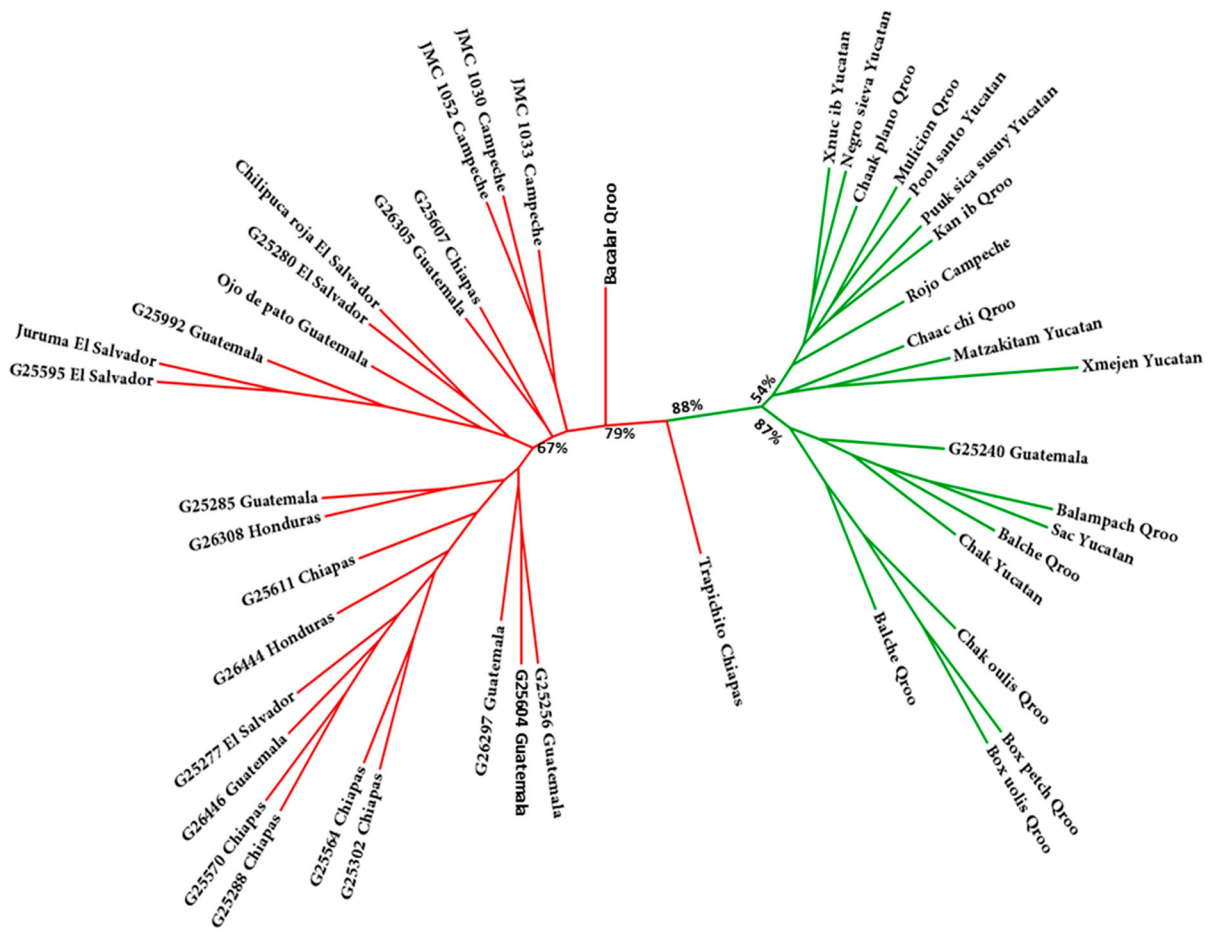 JMC 1052 Campeche
JMC 1030 Campeche
JMC 1033 Campeche
Bacalar Qroo
Xnuc ib Yucatan
Negro sieva Yucatan
Chaak plano Qroo
Mulicion Qroo
Pool santo Yucatan
Puuk sica susuy Yucatan
Kan ib Qroo
Rojo Campeche
Chaac chi Qroo
Matzakitam Yucatan
Xmejen Yucatan
Chilipuca roja El Salvador
G25280 El Salvador
G26305 Guatemala
G25607 Chiapas
Ojo de pato Guatemala
G25992 Guatemala
Juruma El Salvador
G25595 El Salvador
67%
79%
88%
54%
87%
G25240 Guatemala
Balampach Qroo
Sac Yucatan
Balche Qroo
Chak Yucatan
G25285 Guatemala
G26308 Honduras
G25611 Chiapas
G26444 Honduras
G25277 El Salvador
G26446 Guatemala
G25570 Chiapas
G25288 Chiapas
G25564 Chiapas
G25302 Chiapas
G26297 Guatemala
G25604 Guatemala
G25256 Guatemala
Trapichito Chiapas
Balche Qroo
Chak oulis Qroo
Box petch Qroo
Box uolis Qroo